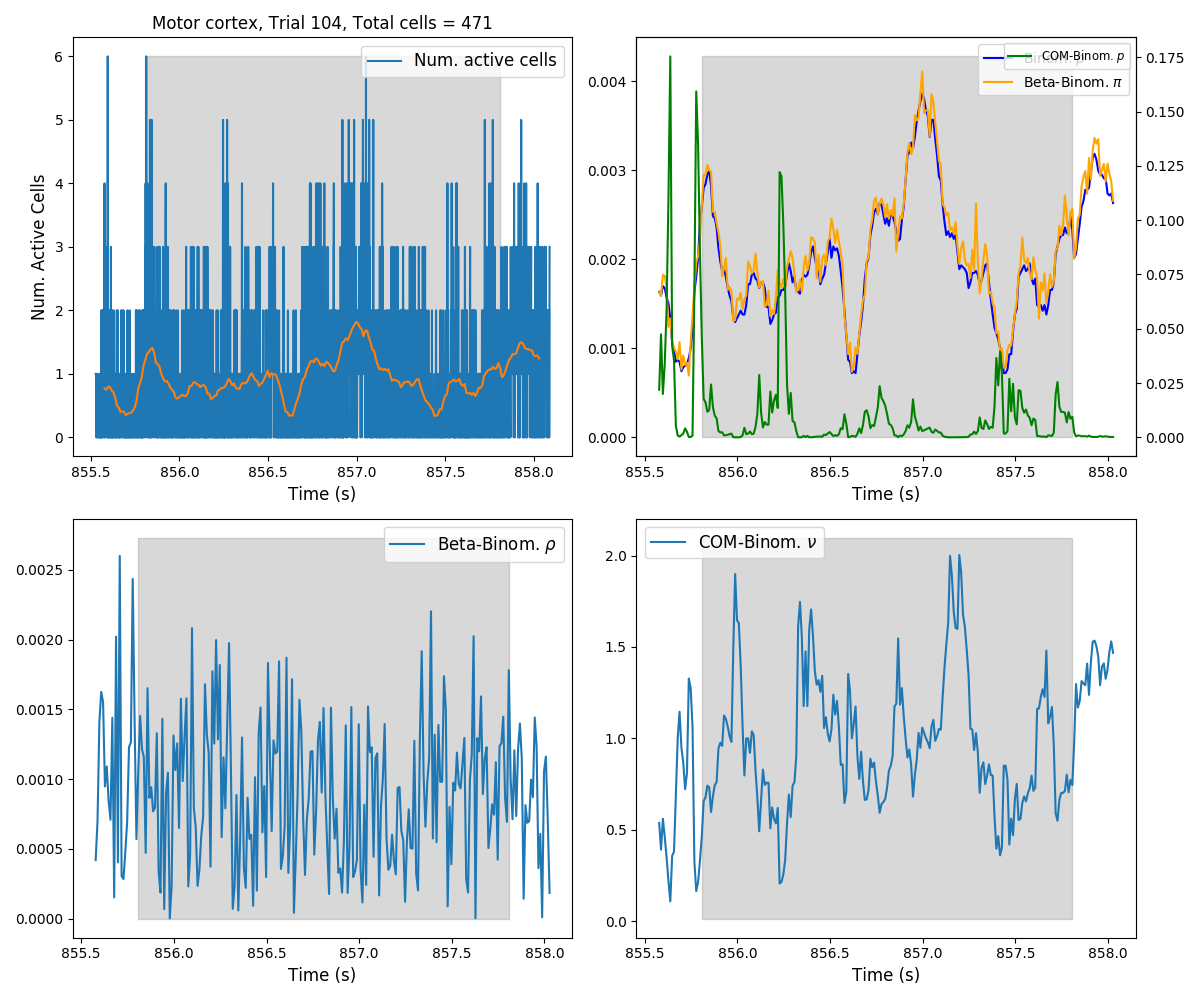 Motor cortex, Trial 104, Total cells = 471
Num. active cells
Num. Active Cells
6
5
4
3
2
1
0
855.5 856.0 856.5 857.0 857.5 858.0
Time (s)
COM-Binom. p
Binom. p
Beta-Binom. π
0.004
0.003
0.002
0.001
0.000
0.175
0.150
0.125
0.100
0.075
0.050
0.025
0.000
855.5 856.0 856.5 857.0 857.5 858.0
Time (s)
Beta-Binom. ρ
0.0025
0.0020
0.0015
0.0010
0.0005
0.0000
855.5 856.0 856.5 857.0 857.5 858.0
Time (s)
COM-Binom. ν
2.0
1.5
1.0
0.5
0.0
855.5 856.0 856.5 857.0 857.5 858.0
Time (s)